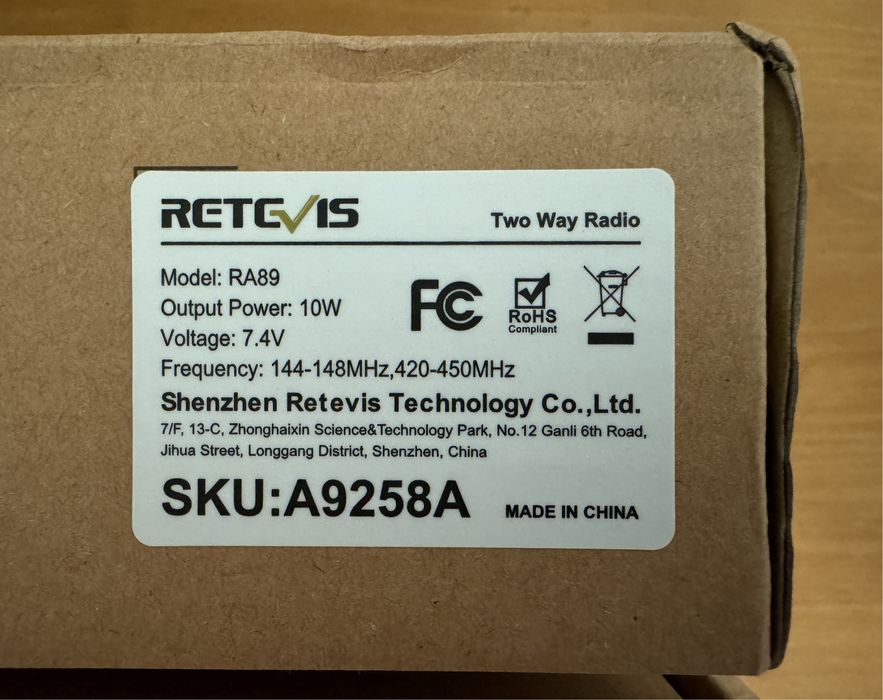 RETEVIS
Two Way Radio
Model: RA89
Output Power: 10W
Voltage: 7.4V
Frequency: 144-148MHz,420-450MHz
FC
RoHS
Compliant
Shenzhen Retevis Technology Co.,Ltd.
7/F, 13-C, Zhonghaixin Science&Technology Park, No.12 Ganli 6th Road,
Jihua Street, Longgang District, Shenzhen, China
SKU:A9258A
MADE IN CHINA